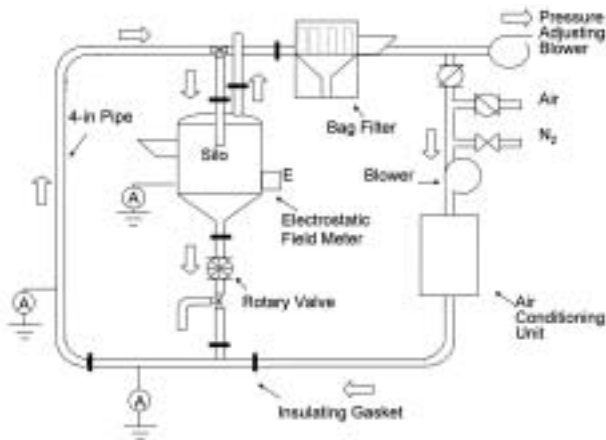 Pressure
Adjusting
Blower
Air
N2
4-in Pipe
Bag Filter
Silo
E
Blower
A
Electrostatic
Field Meter
Rotary Valve
A
Air
Conditioning
Unit
A
Insulating Gasket